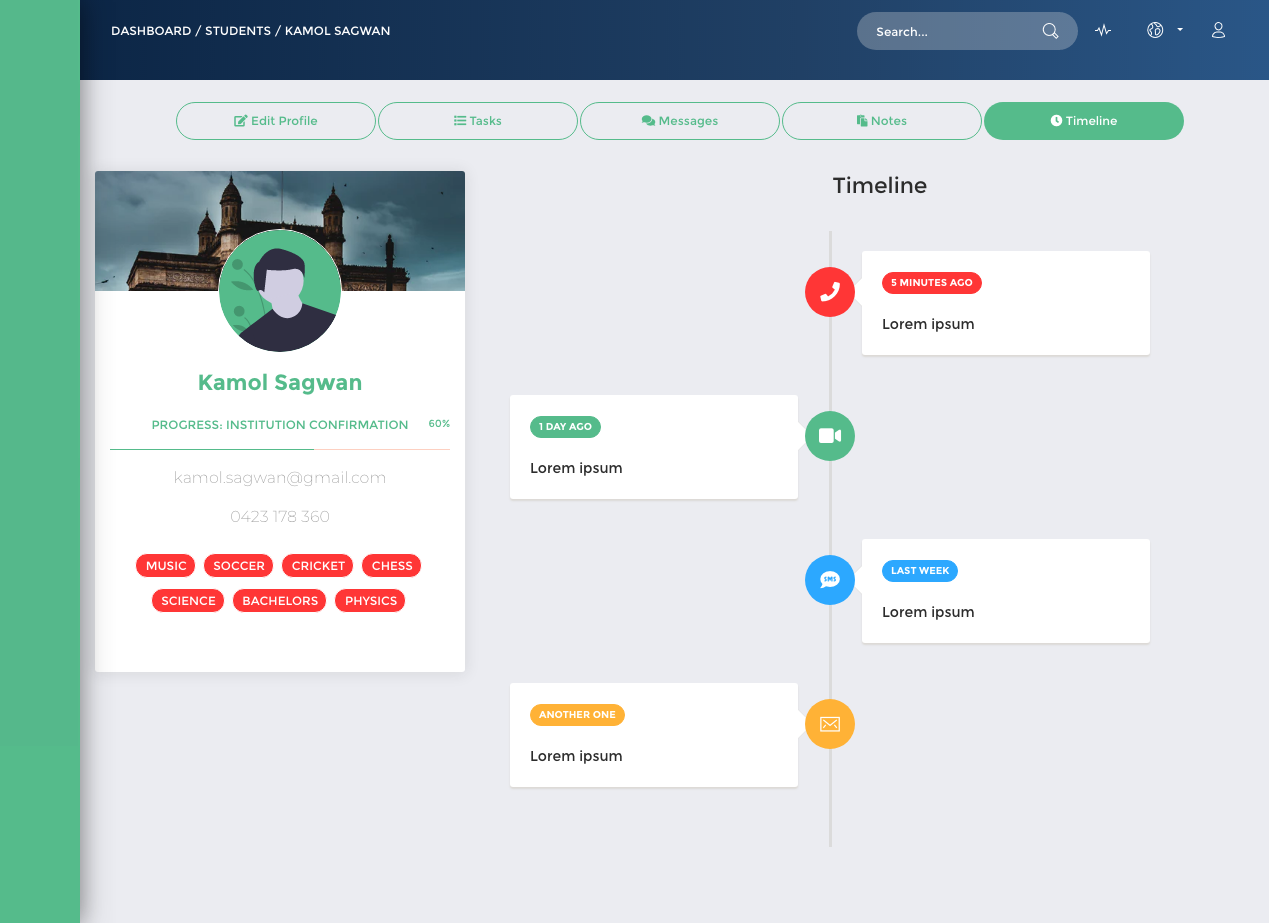 DASHBOARD / STUDENTS / KAMOL SAGWAN
Search...
Edit Profile
Tasks
Messages
Notes
Timeline
Kamol Sagwan
PROGRESS: INSTITUTION CONFIRMATION 60%
kamol.sagwan@gmail.com
0423 178 360
MUSIC SOCCER CRICKET CHESS
SCIENCE BACHELORS PHYSICS
Timeline
5 MINUTES AGO
Lorem ipsum
1 DAY AGO
Lorem ipsum
SMS
LAST WEEK
Lorem ipsum
ANOTHER ONE
Lorem ipsum